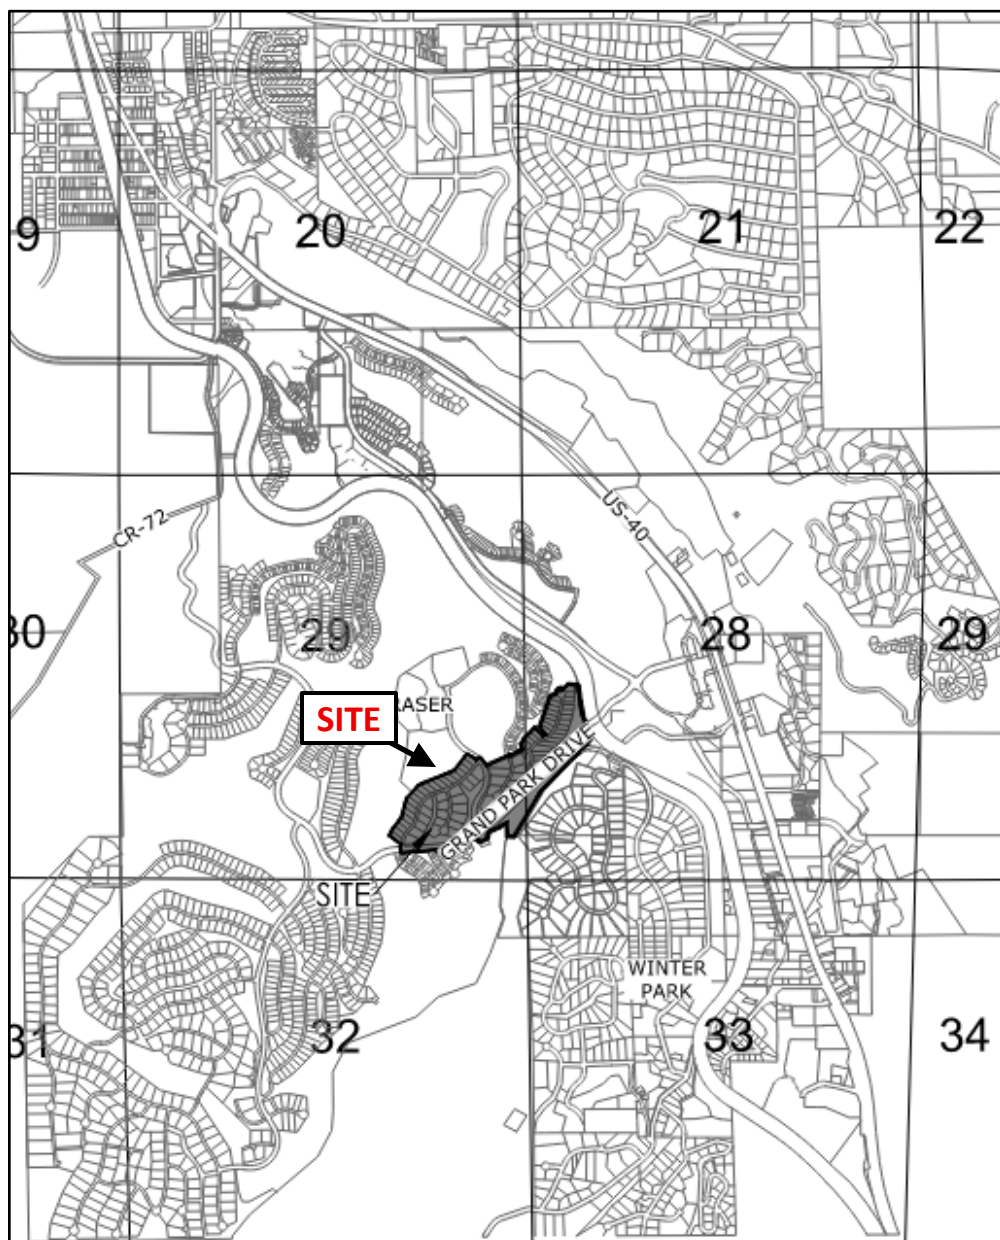 9
20
21
22
CR-72
US-40
30
29
28
29
SITE
RASER
GRAND PARK DRIVE
SITE
WINTER
PARK
31
32
33
34